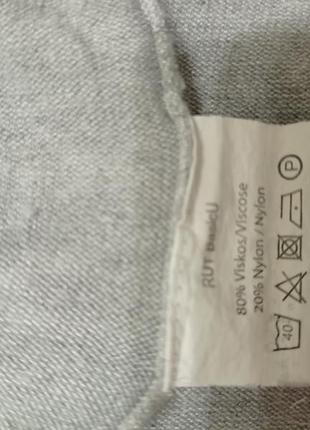 RUT BasicU
80% Viskos/Viscose
20% Nylon / Nylon
40 P